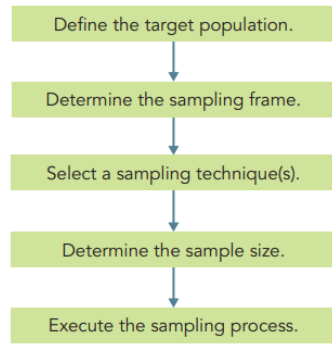 Define the target population.
Determine the sampling frame.
Select a sampling technique(s).
Determine the sample size.
Execute the sampling process.